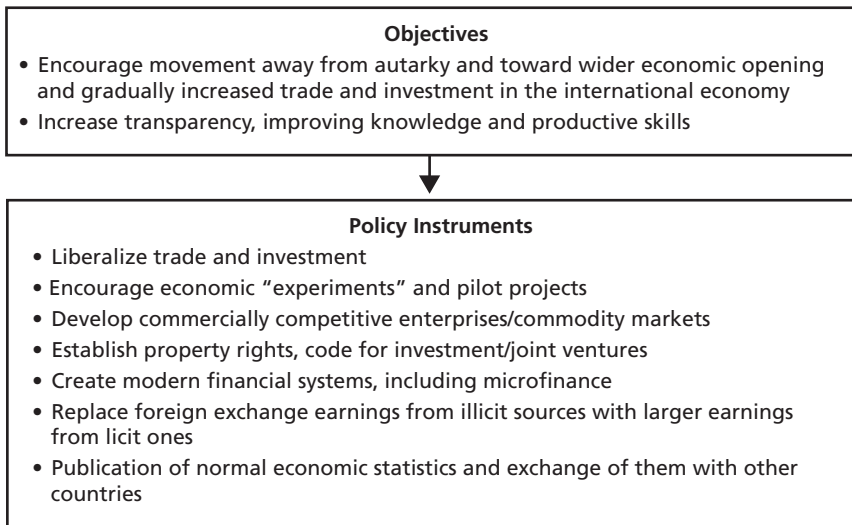 Objectives
• Encourage movement away from autarky and toward wider economic opening
and gradually increased trade and investment in the international economy
• Increase transparency, improving knowledge and productive skills
Policy Instruments
• Liberalize trade and investment
• Encourage economic “experiments” and pilot projects
• Develop commercially competitive enterprises/commodity markets
• Establish property rights, code for investment/joint ventures
• Create modern financial systems, including microfinance
• Replace foreign exchange earnings from illicit sources with larger earnings
from licit ones
• Publication of normal economic statistics and exchange of them with other
countries